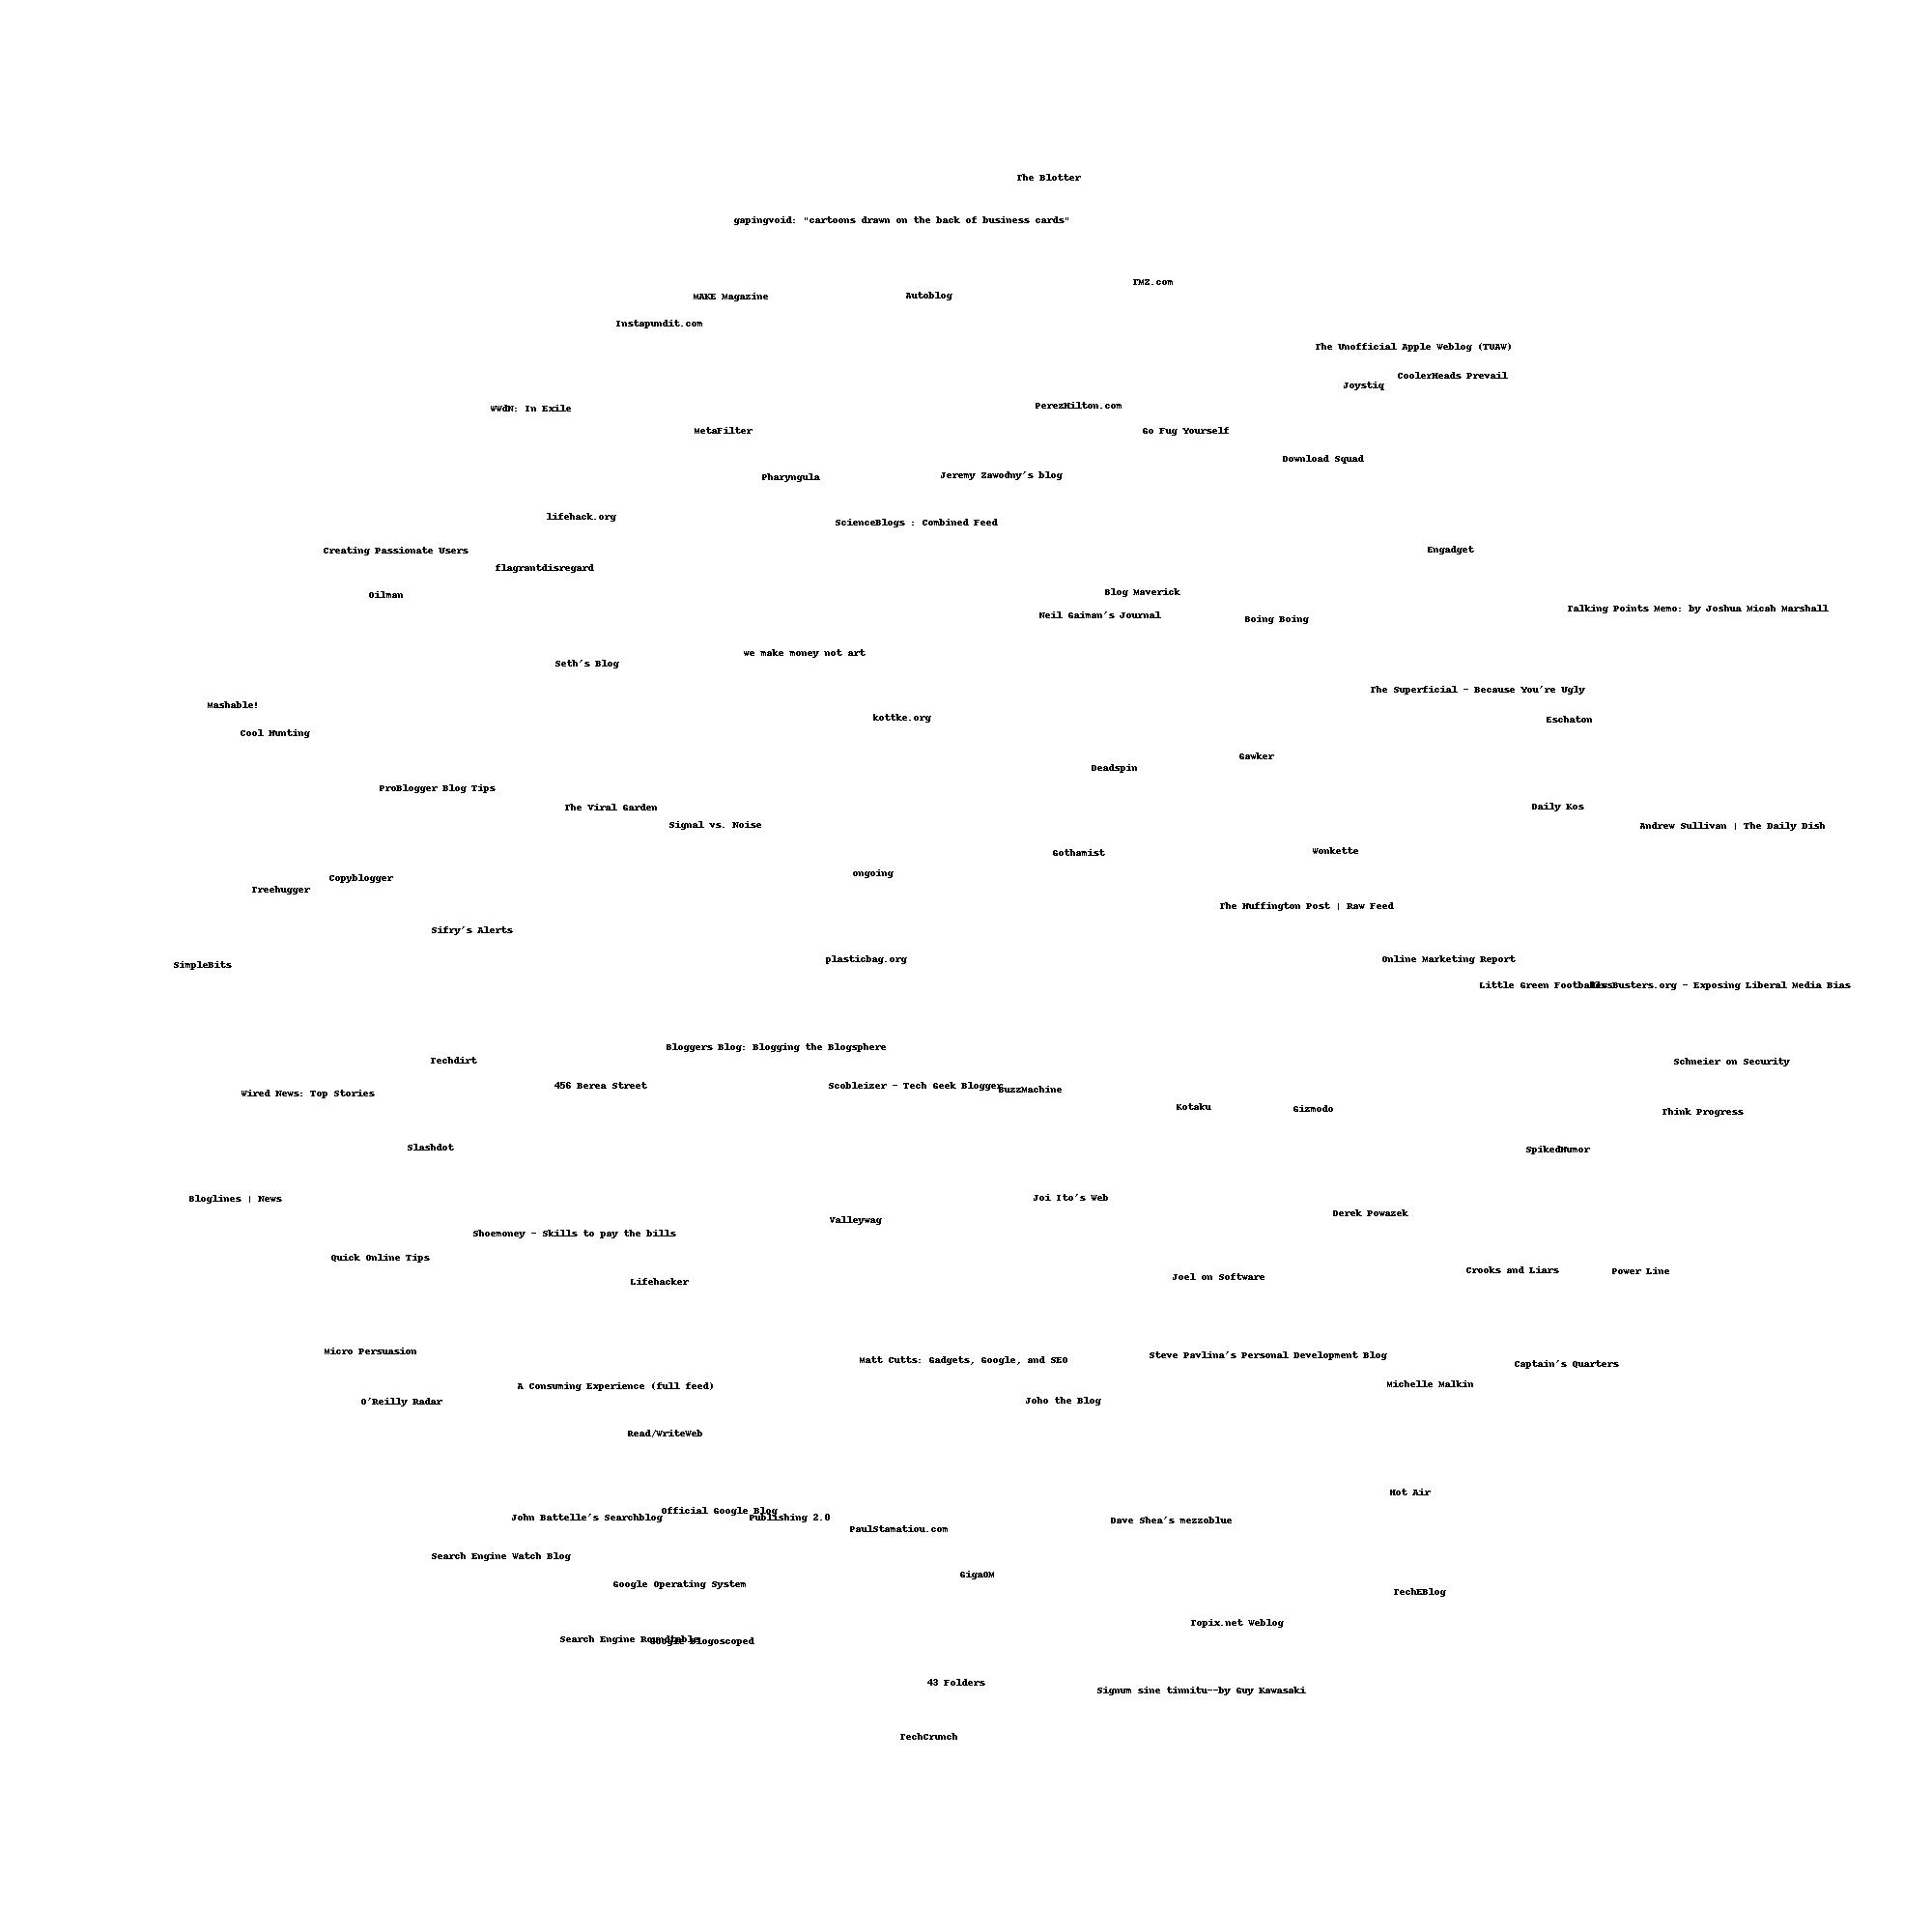 The Blotter
gapingvoid: "cartoons drawn on the back of business cards"
TMZ.com
MAKE Magazine
Autoblog
Instapundit.com
The Unofficial Apple Weblog (TUAW)
CoolerHeads Prevail
Joystiq
PerezHilton.com
WWdN: In Exile
MetaFilter
Go Fug Yourself
Download Squad
Jeremy Zawodny's blog
Pharyngula
lifehack.org
ScienceBlogs : Combined Feed
Creating Passionate Users
Engadget
flagrantdisregard
Blog Maverick
Oilman
Talking Points Memo: by Joshua Micah Marshall
Neil Gaiman's Journal
Boing Boing
we make money not art
Seth's Blog
The Superficial - Because You're Ugly
Mashable!
kottke.org
Eschaton
Cool Hunting
Gawker
Deadspin
ProBlogger Blog Tips
The Viral Garden
Daily Kos
Signal vs. Noise
Andrew Sullivan | The Daily Dish
Gothamist
Wonkette
ongoing
Copyblogger
Treehugger
The Huffington Post | Raw Feed
Sifry's Alerts
plasticbag.org
Online Marketing Report
SimpleBits
Little Green Footballs
NewsBusters.org - Exposing Liberal Media Bias
Bloggers Blog: Blogging the Blogsphere
Techdirt
Schneier on Security
456 Berea Street
Scobleizer - Tech Geek Blogger
BuzzMachine
Wired News: Top Stories
Kotaku
Gizmodo
Think Progress
Slashdot
SpikedHumor
Bloglines | News
Joi Ito's Web
Derek Powazek
Valleywag
Shoemoney - Skills to pay the bills
Quick Online Tips
Crooks and Liars
Power Line
Joel on Software
Lifehacker
Micro Persuasion
Steve Pavlina's Personal Development Blog
Matt Cutts: Gadgets, Google, and SEO
Captain's Quarters
Michelle Malkin
A Consuming Experience (full feed)
O'Reilly Radar
Joho the Blog
Read/WriteWeb
Hot Air
Official Google Blog
John Battelle's Searchblog
Publishing 2.0
Dave Shea's mezzoblue
PaulStamatiou.com
Search Engine Watch Blog
GigaOM
Google Operating System
TechEBlog
Topix.net Weblog
Search Engine Roundtable
Google Blogoscoped
43 Folders
Signum sine tinnitu--by Guy Kawasaki
TechCrunch